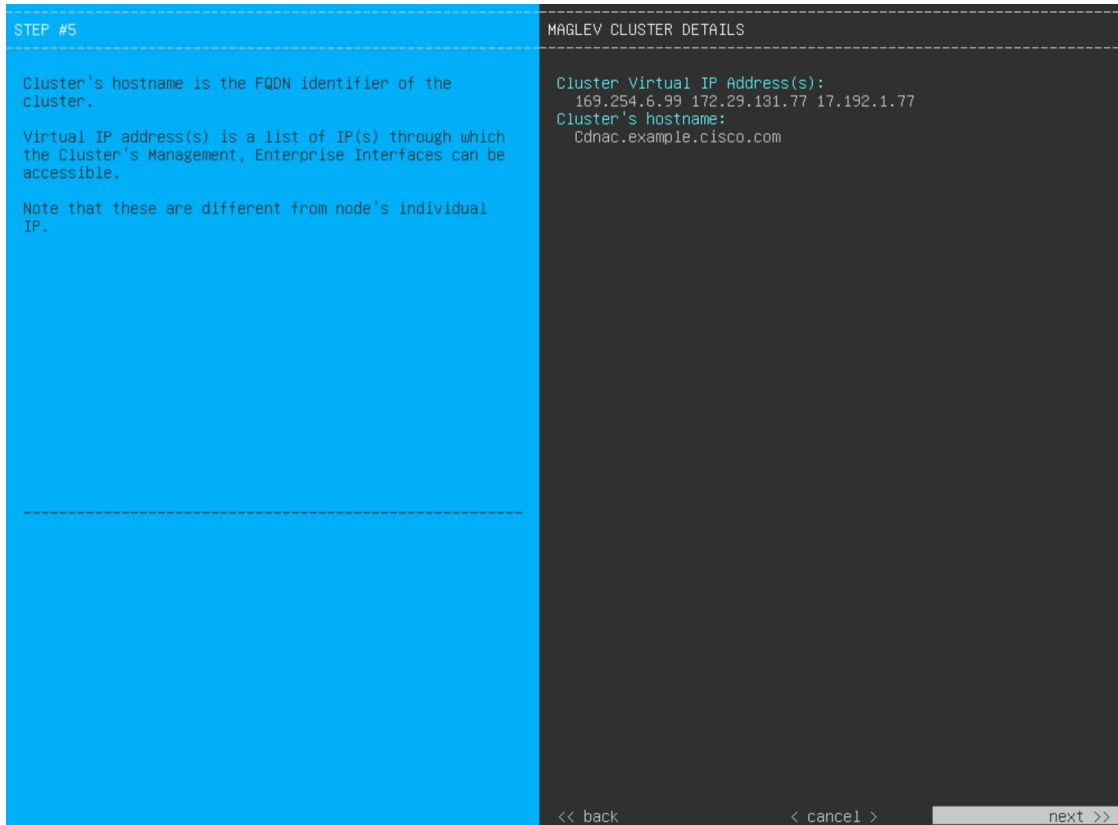 STEP #5
Cluster's hostname is the FQDN identifier of the
cluster.
Virtual IP address(s) is a list of IP(s) through which
the Cluster's Management, Enterprise Interfaces can be
accessible.
Note that these are different from node's individual
IP.
MAGLEV CLUSTER DETAILS
Cluster Virtual IP Address(s):
169.254.6.99 172.29.131.77 17.192.1.77
Cluster's hostname:
Cdnac.example.cisco.com
<< back < cancel > next >>